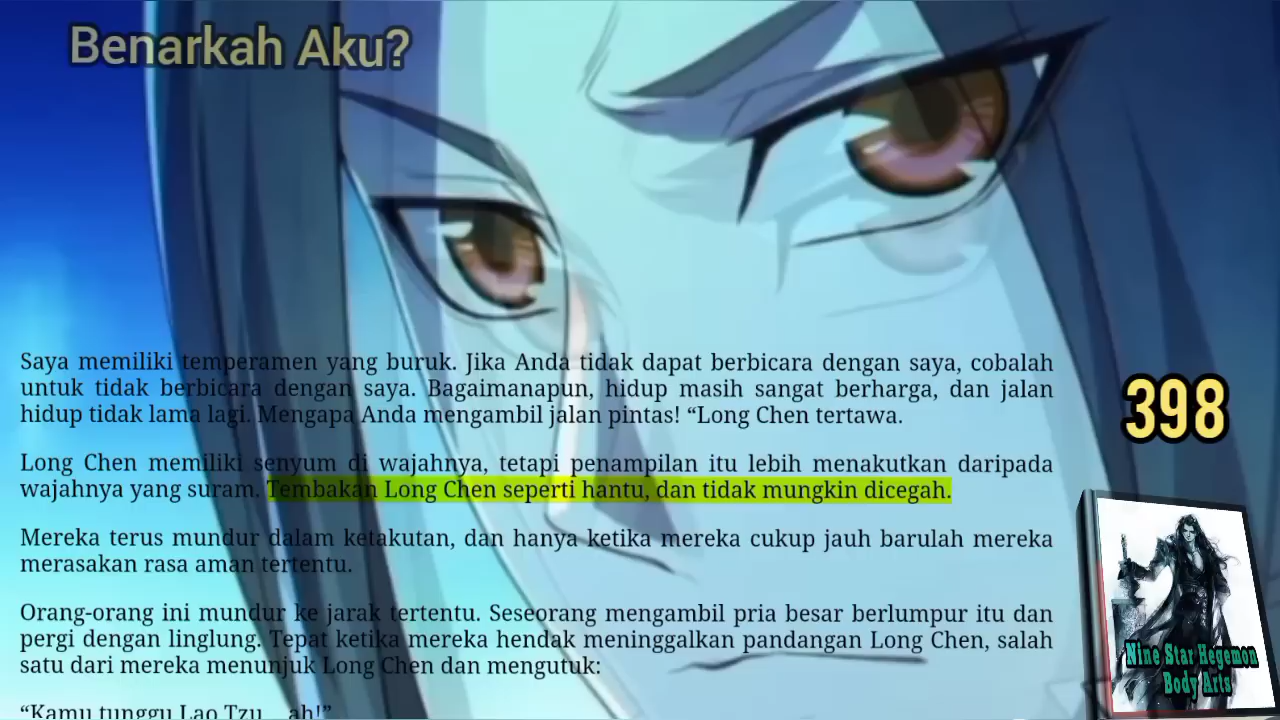 Benarkah Aku?
Saya memiliki temperamen yang buruk. Jika Anda tidak dapat berbicara dengan saya, cobalah
untuk tidak berbicara dengan saya. Bagaimanapun, hidup masih sangat berharga, dan jalan
hidup tidak lama lagi. Mengapa Anda mengambil jalan pintas! “Long Chen tertawa.
Long Chen memiliki senyum di wajahnya, tetapi penampilan itu lebih menakutkan daripada
wajahnya yang suram. Tembakan Long Chen seperti hantu, dan tidak mungkin dicegah.
Mereka terus mundur dalam ketakutan, dan hanya ketika mereka cukup jauh barulah mereka
merasakan rasa aman tertentu.
Orang-orang ini mundur ke jarak tertentu. Seseorang mengambil pria besar berlumpur itu dan
pergi dengan linglung. Tepat ketika mereka hendak meninggalkan pandangan Long Chen, salah
satu dari mereka menunjuk Long Chen dan mengutuk:
“Kamu tunggu Lao Tzu ... ah!”
398
Nine Star Hegemon
Body Arts